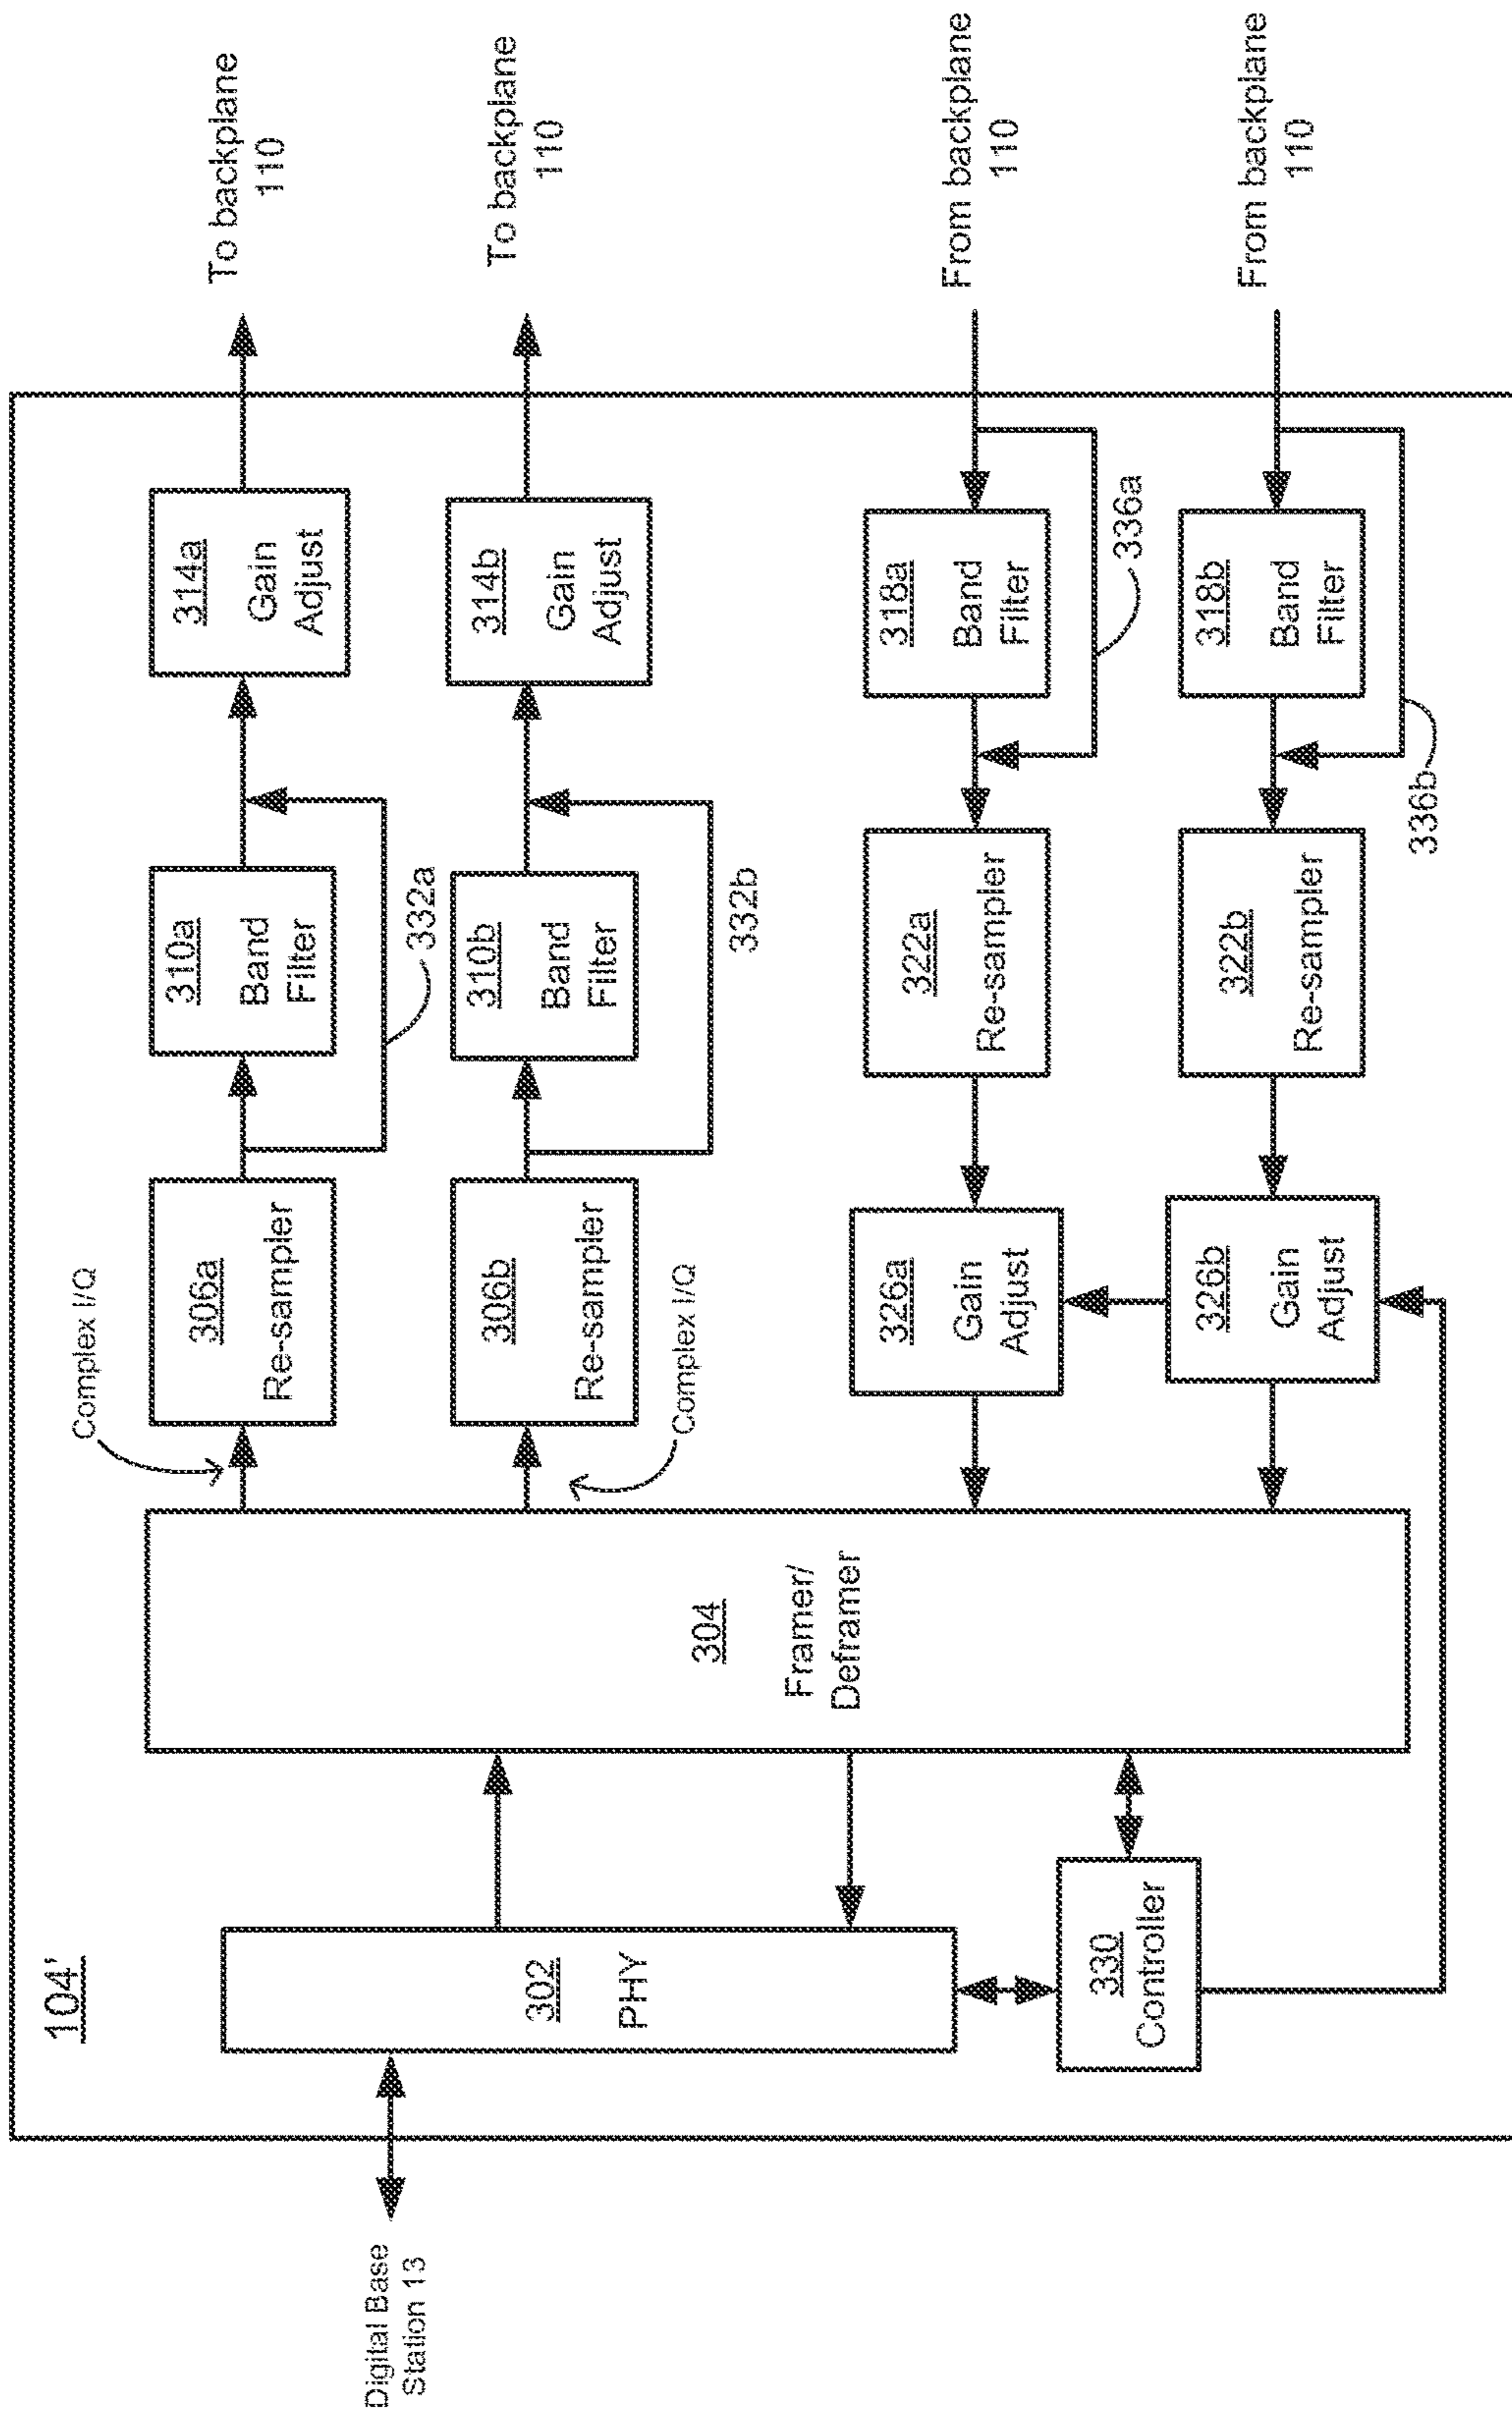 104'
Digital Base
Station 13
302
PHY
330
Controller
304
Framer/
Deframer
Complex I/Q
306a
Re-sampler
310a
Band
Filter
332a
314a
Gain
Adjust
To backplane
110
306b
Re-sampler
Complex I/Q
310b
Band
Filter
332b
314b
Gain
Adjust
To backplane
110
326a
Gain
Adjust
322a
Re-sampler
318a
Band
Filter
336a
From backplane
110
326b
Gain
Adjust
322b
Re-sampler
318b
Band
Filter
336b
From backplane
110